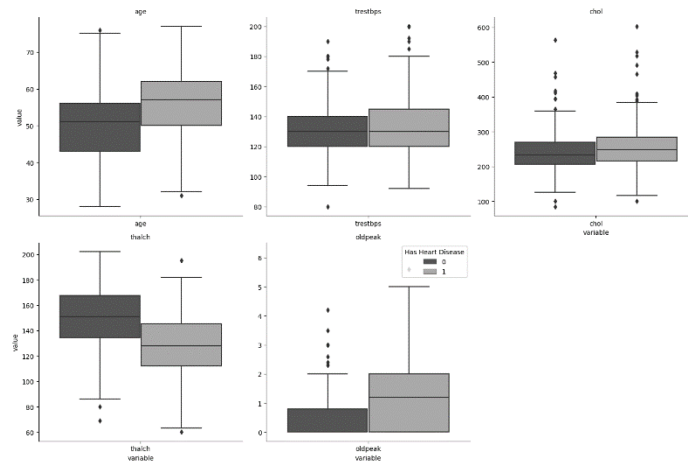 age
trestbps
chol
value
70
60
50
40
30
200
180
160
140
120
100
80
600
500
400
300
200
100
age
trestbps
chol
variable
thalch
oldpeak
value
200
180
160
140
120
100
80
60
6
5
4
3
2
1
0
Has Heart Disease
0
1
thalch
variable
oldpeak
variable